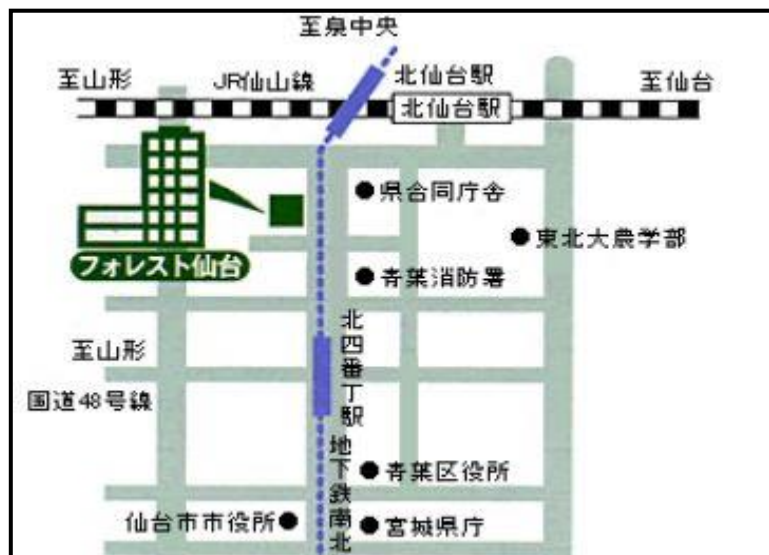 至泉中央
至山形
JR仙山線
北仙台駅
至仙台
北仙台駅
県合同庁舎
東北大農学部
フォレスト仙台
青葉消防署
北四番丁駅
至山形
国道48号線
地下鉄南北
青葉区役所
仙台市市役所
宮城県庁